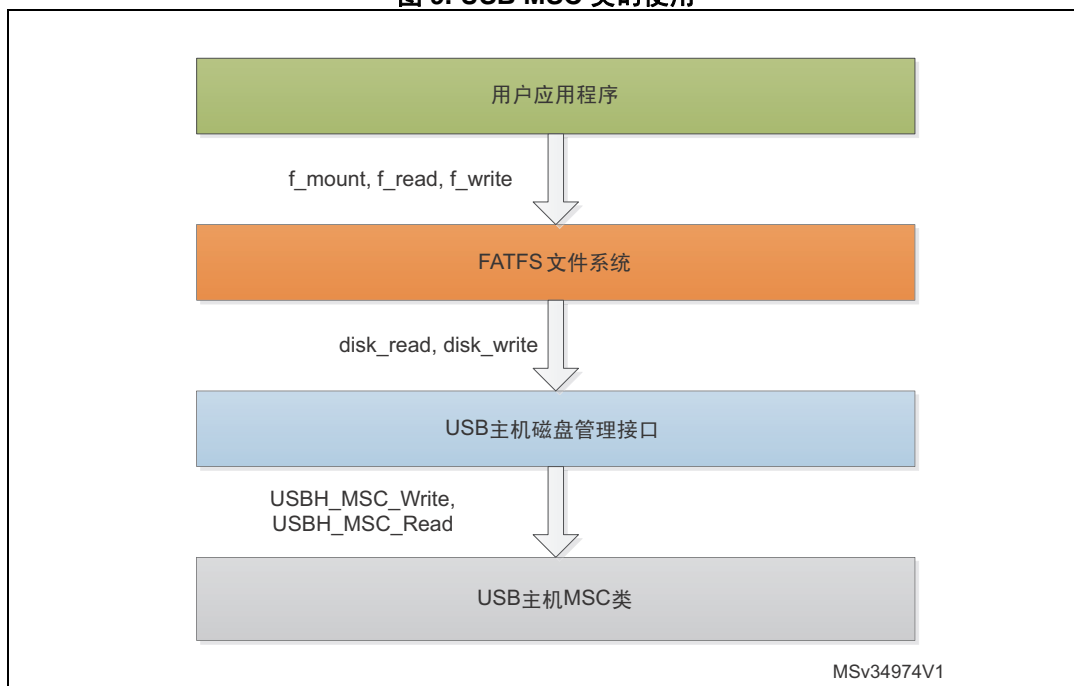 用户应用程序
f_mount, f_read, f_write
FATFS 文件系统
disk_read, disk_write
USB主机磁盘管理接口
USBH_MSC_Write,
USBH_MSC_Read
USB主机MSC类
MSv34974V1